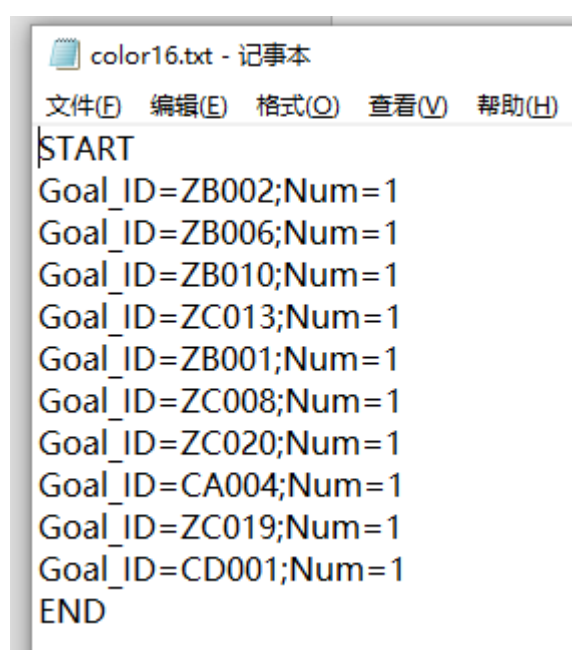 color16.txt - 记事本
文件(F) 编辑(E) 格式(O) 查看(V) 帮助(H)
START
Goal_ID=ZB002;Num=1
Goal_ID=ZB006;Num=1
Goal_ID=ZB010;Num=1
Goal_ID=ZC013;Num=1
Goal_ID=ZB001;Num=1
Goal_ID=ZC008;Num=1
Goal_ID=ZC020;Num=1
Goal_ID=CA004;Num=1
Goal_ID=ZC019;Num=1
Goal_ID=CD001;Num=1
END